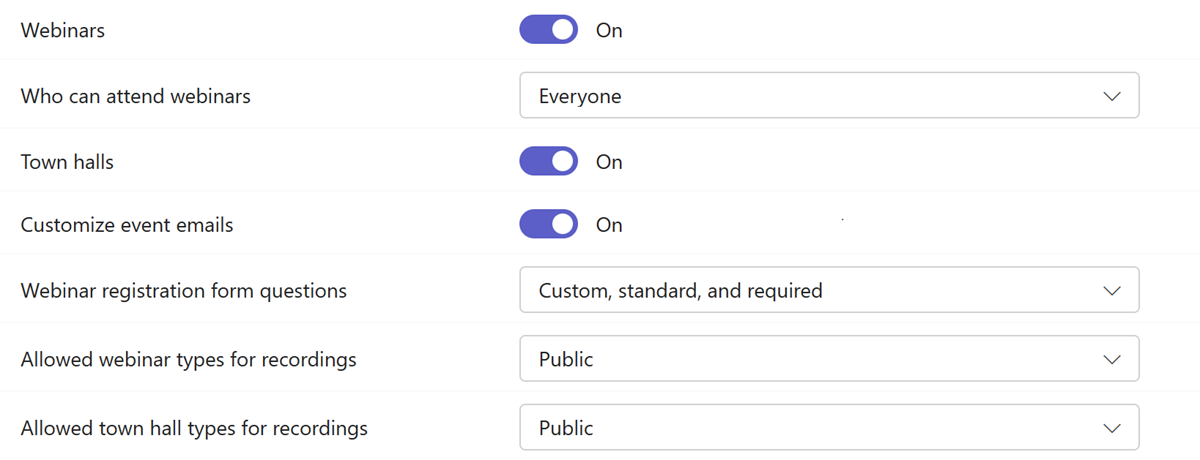 Webinars On
Who can attend webinars Everyone
Town halls On
Customize event emails On
Webinar registration form questions Custom, standard, and required
Allowed webinar types for recordings Public
Allowed town hall types for recordings Public